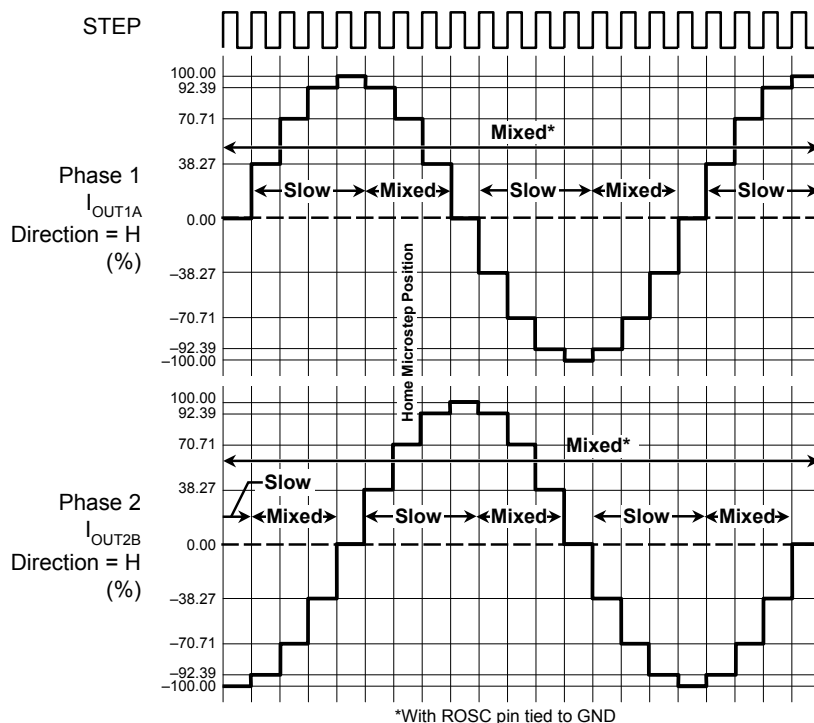 STEP
100.00
92.39
70.71
Mixed*
38.27
Phase 1
Slow
Mixed
Slow
Mixed
Slow
I OUT1A
0.00
Direction = H
(%)
–38.27
Home Microstep Position
–70.71
–92.39
–100.00
100.00
92.39
70.71
Mixed*
38.27
Slow
Phase 2
Mixed
Slow
Mixed
Slow
Mixed
I OUT2B
0.00
Direction = H
(%)
–38.27
–70.71
–92.39
–100.00
*With ROSC pin tied to GND